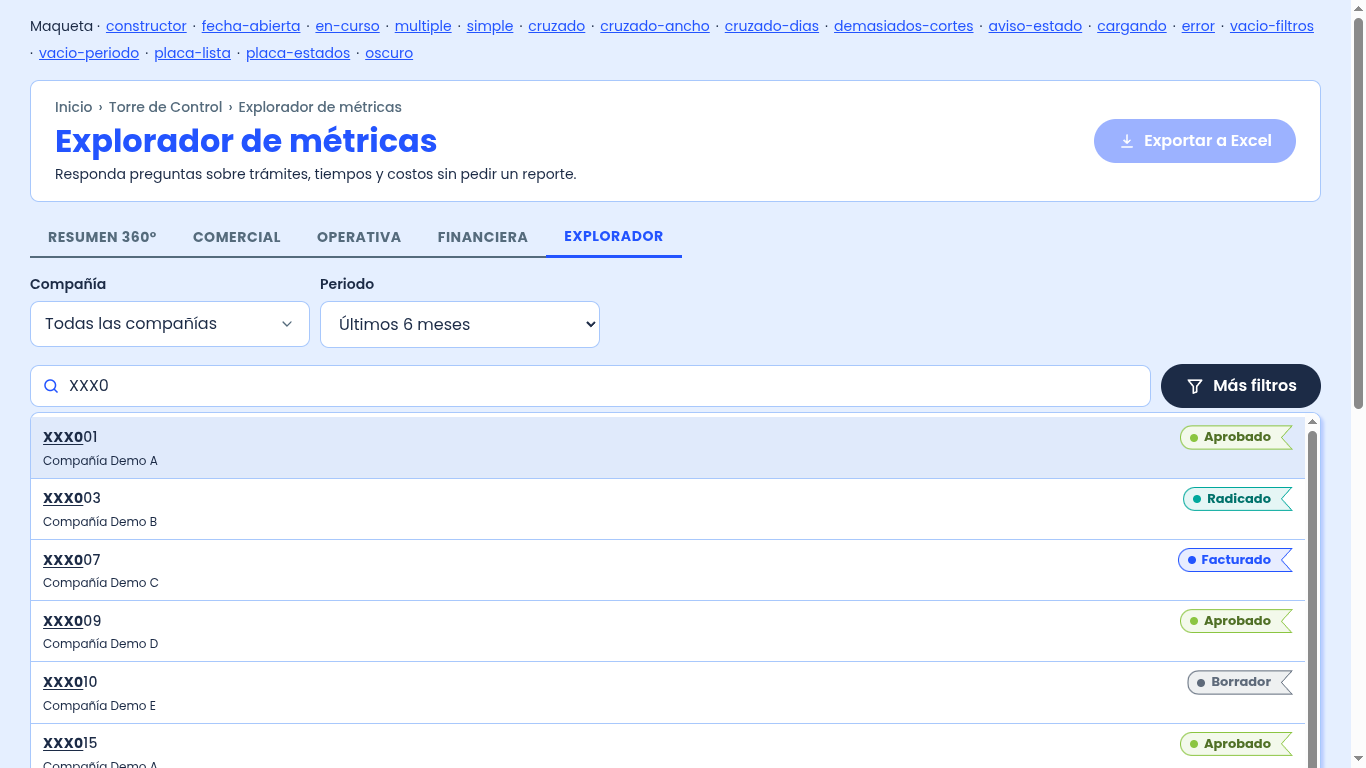 Maqueta · constructor · fecha-abierta · en-curso · multiple · simple · cruzado · cruzado-ancho · cruzado-dias · demasiados-cortes · aviso-estado · cargando · error · vacio-filtros
· vacio-periodo · placa-lista · placa-estados · oscuro
Inicio › Torre de Control › Explorador de métricas
Explorador de métricas
Exportar a Excel
Responda preguntas sobre trámites, tiempos y costos sin pedir un reporte.
RESUMEN 360° COMERCIAL OPERATIVA FINANCIERA EXPLORADOR
Compañía Periodo
Todas las compañías Últimos 6 meses
XXX0 Más filtros
XXX001 Aprobado
Compañía Demo A
XXX003 Radicado
Compañía Demo B
XXX007 Facturado
Compañía Demo C
XXX009 Aprobado
Compañía Demo D
XXX010 Borrador
Compañía Demo E
XXX015 Aprobado
Compañía Demo A